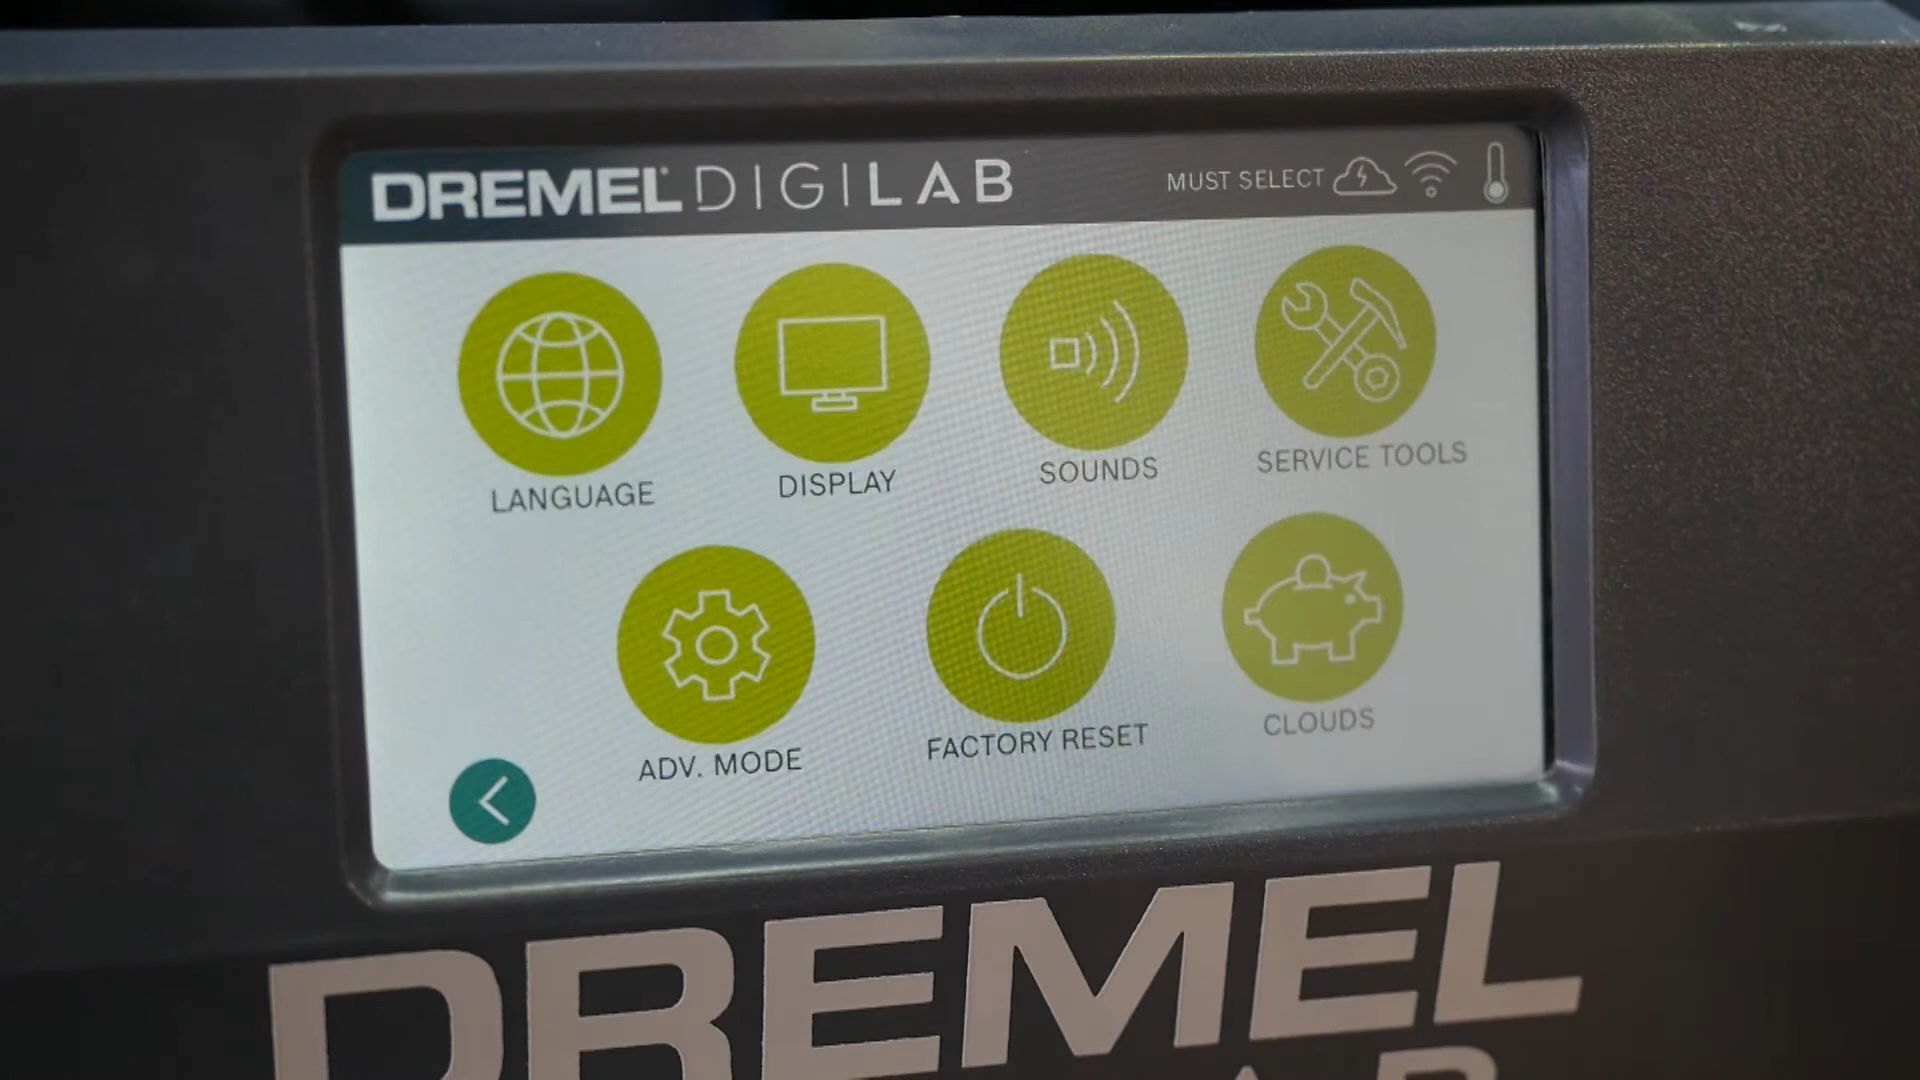 DREMEL DIGILAB MUST SELECT
LANGUAGE DISPLAY SOUNDS SERVICE TOOLS
ADV. MODE FACTORY RESET CLOUDS
DREMEL